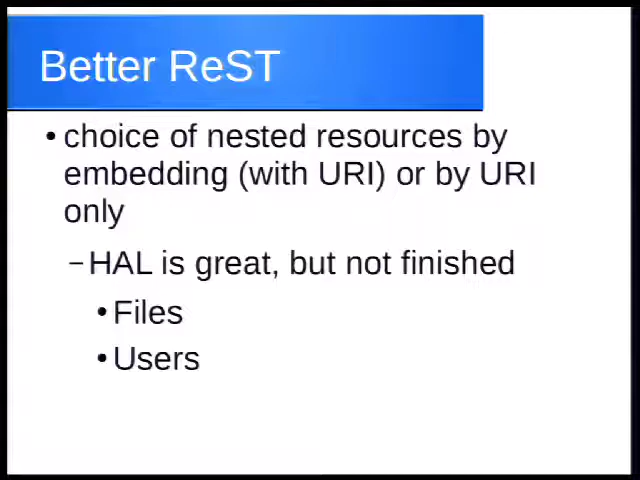 Better ReST
• choice of nested resources by
embedding (with URI) or by URI
only
– HAL is great, but not finished
• Files
• Users